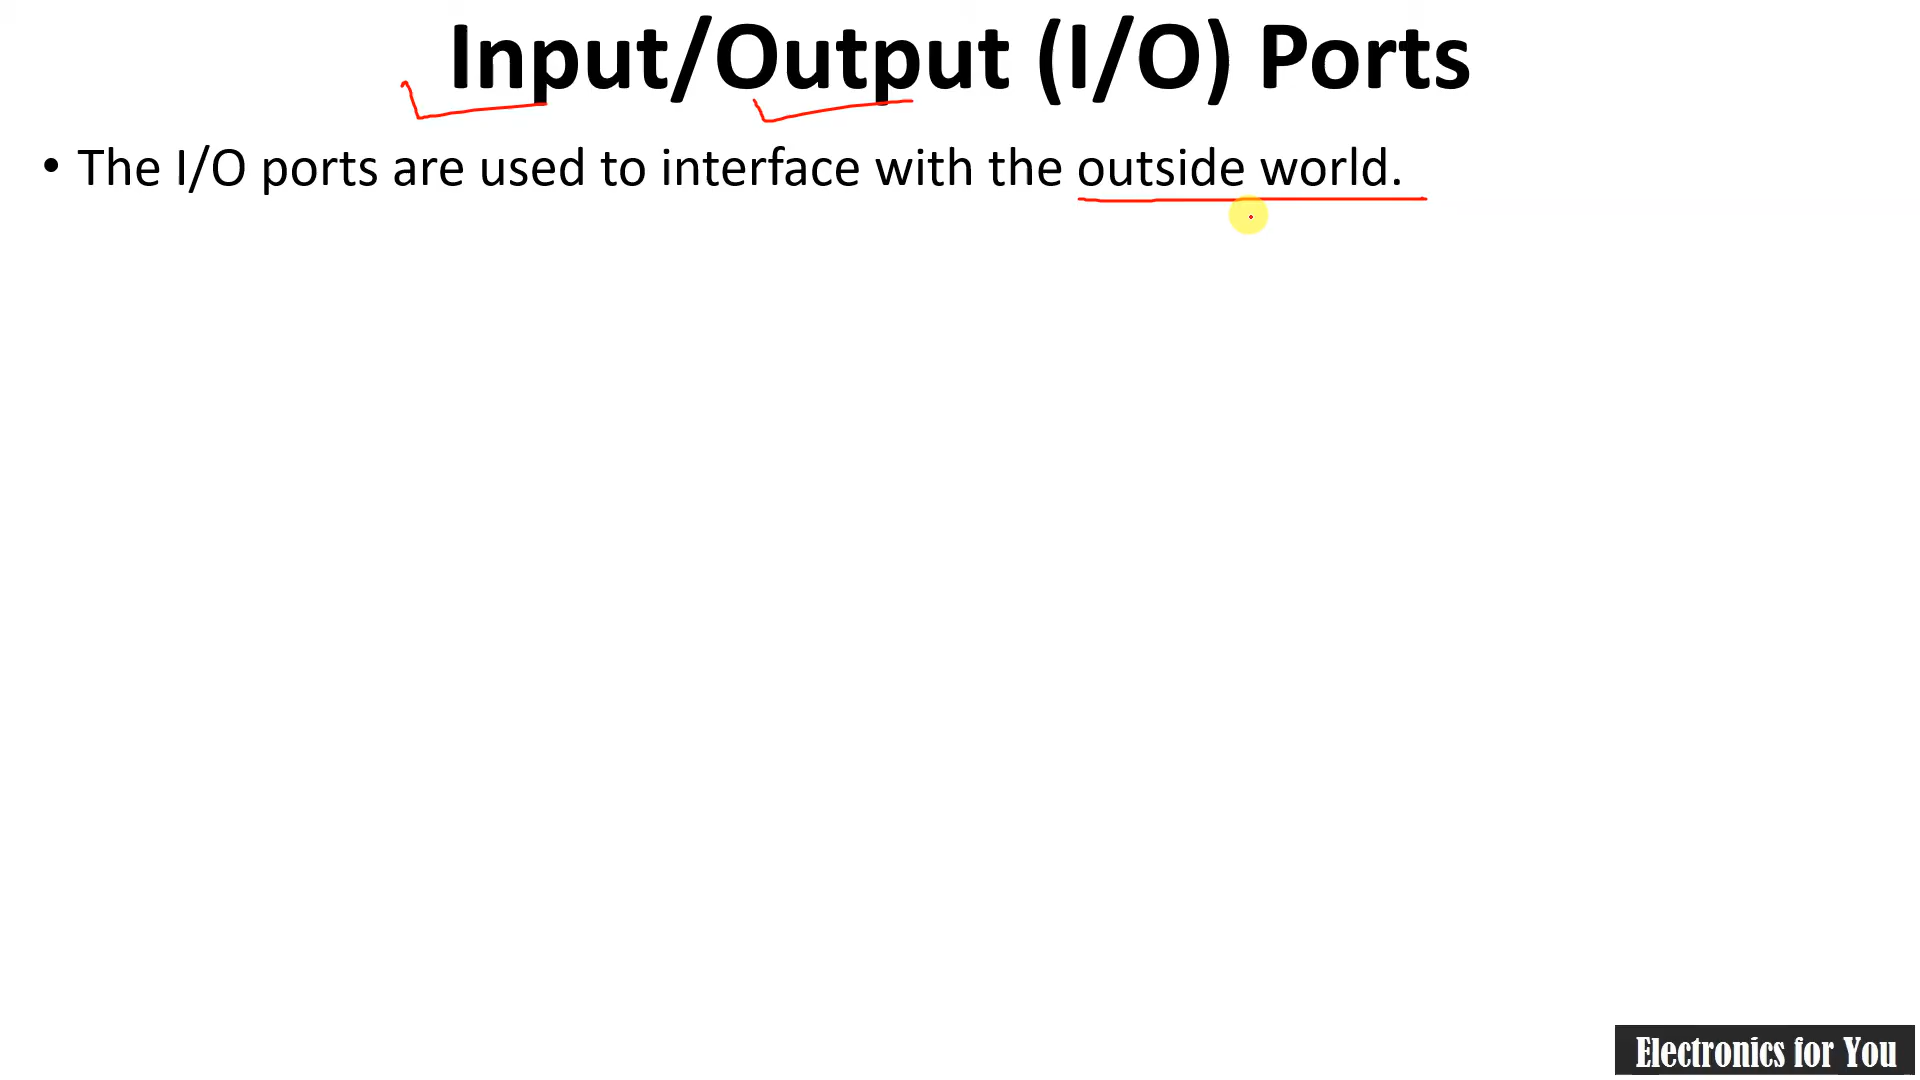 Input/Output (I/O) Ports
• The I/O ports are used to interface with the outside world.
Electronics for You